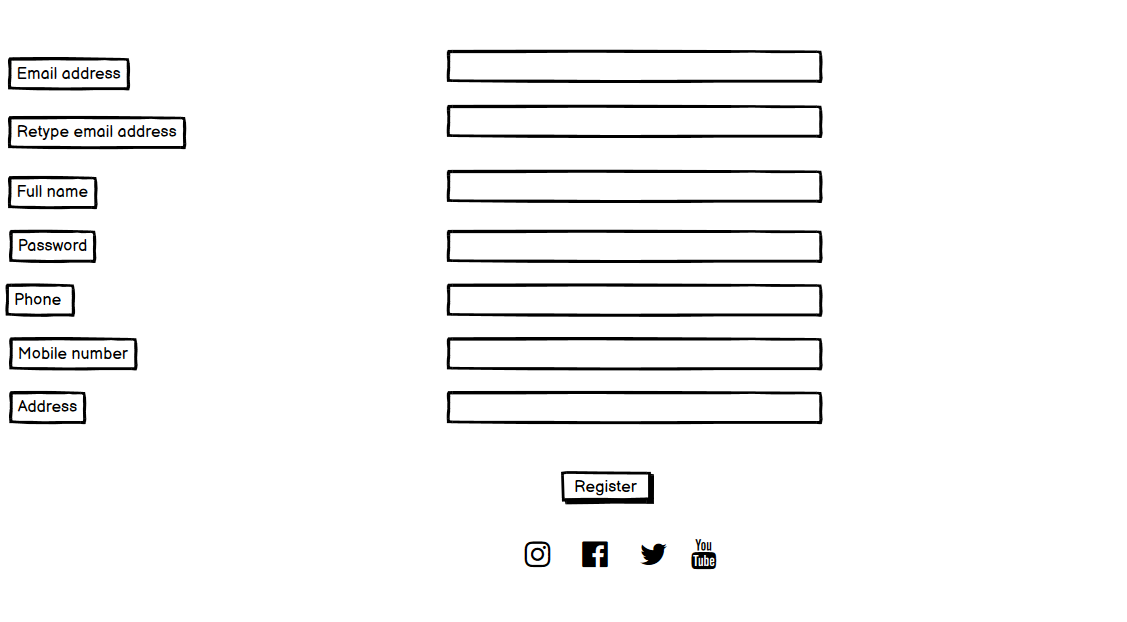 Email address
Retype email address
Full name
Password
Phone
Mobile number
Address
Register
You
Tube